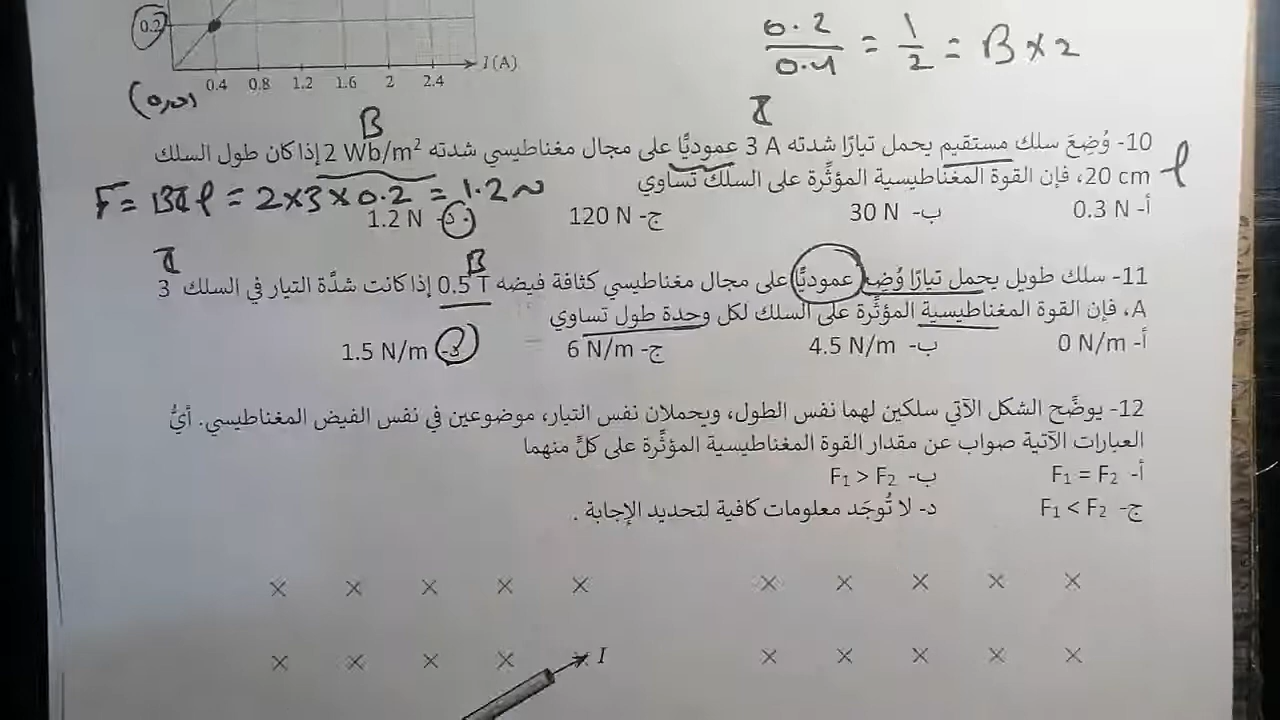 0.2
0.4 0.8 1.2 1.6 2 2.4 I(A)
(0,0)
0.2/0.4 = 1/2 = B×2
I
B
10- وُضِعَ سلك مستقيم يحمل تيارًا شدته 3 A عموديًّا على مجال مغناطيسي شدته 2 Wb/m² إذا كان طول السلك
20 cm، فإن القوة المغناطيسية المؤثِّرة على السلك تساوي
l
F = BIl = 2×3×0.2 = 1.2 N
أ- 0.3 N ب- 30 N ج- 120 N د- 1.2 N
I
B
11- سلك طويل يحمل تيارًا وُضِع عموديًّا على مجال مغناطيسي كثافة فيضه 0.5 T إذا كانت شدَّة التيار في السلك 3
A، فإن القوة المغناطيسية المؤثِّرة على السلك لكل وحدة طول تساوي
أ- 0 N/m ب- 4.5 N/m ج- 6 N/m د- 1.5 N/m
12- يوضَّح الشكل الآتي سلكين لهما نفس الطول، ويحملان نفس التيار، موضوعين في نفس الفيض المغناطيسي. أيُّ
العبارات الآتية صواب عن مقدار القوة المغناطيسية المؤثِّرة على كلٍّ منهما
أ- F₁ = F₂ ب- F₁ > F₂
ج- F₁ < F₂ د- لا تُوجَد معلومات كافية لتحديد الإجابة .
× × × × × × × × × ×
× × × × × I × × × × ×